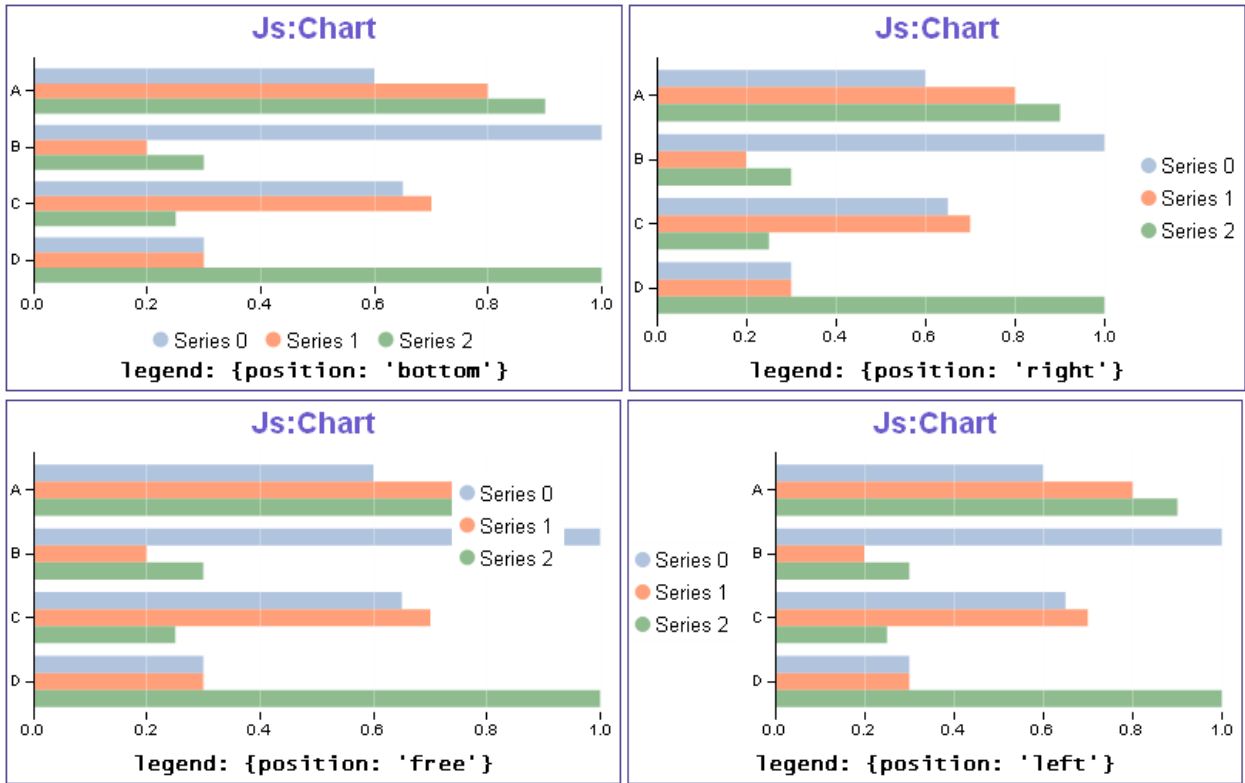 Js:Chart
A
B
C
D
0.0 0.2 0.4 0.6 0.8 1.0
Series 0 Series 1 Series 2
legend: {position: 'bottom'}
Js:Chart
A
B
C
D
Series 0
Series 1
Series 2
0.0 0.2 0.4 0.6 0.8 1.0
legend: {position: 'right'}
Js:Chart
A
B
C
D
Series 0
Series 1
Series 2
0.0 0.2 0.4 0.6 0.8 1.0
legend: {position: 'free'}
Js:Chart
Series 0
Series 1
Series 2
A
B
C
D
0.0 0.2 0.4 0.6 0.8 1.0
legend: {position: 'left'}